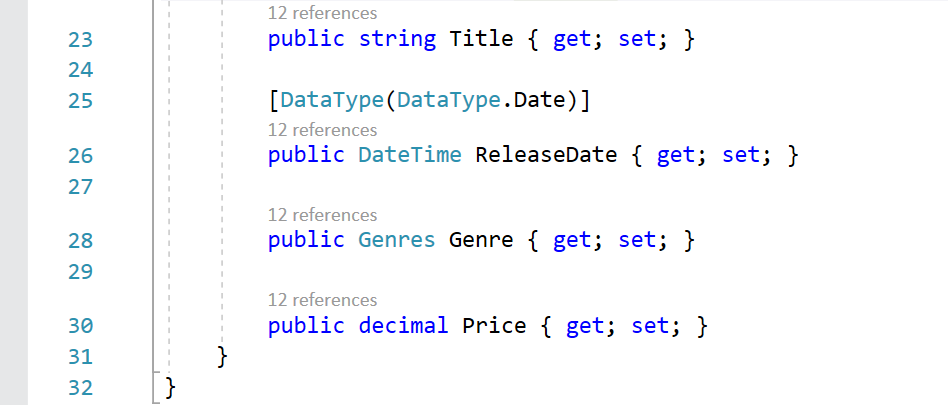 12 references
23 public string Title { get; set; }
24
25 [DataType(DataType.Date)]
12 references
26 public DateTime ReleaseDate { get; set; }
27
12 references
28 public Genres Genre { get; set; }
29
12 references
30 public decimal Price { get; set; }
31 }
32 }